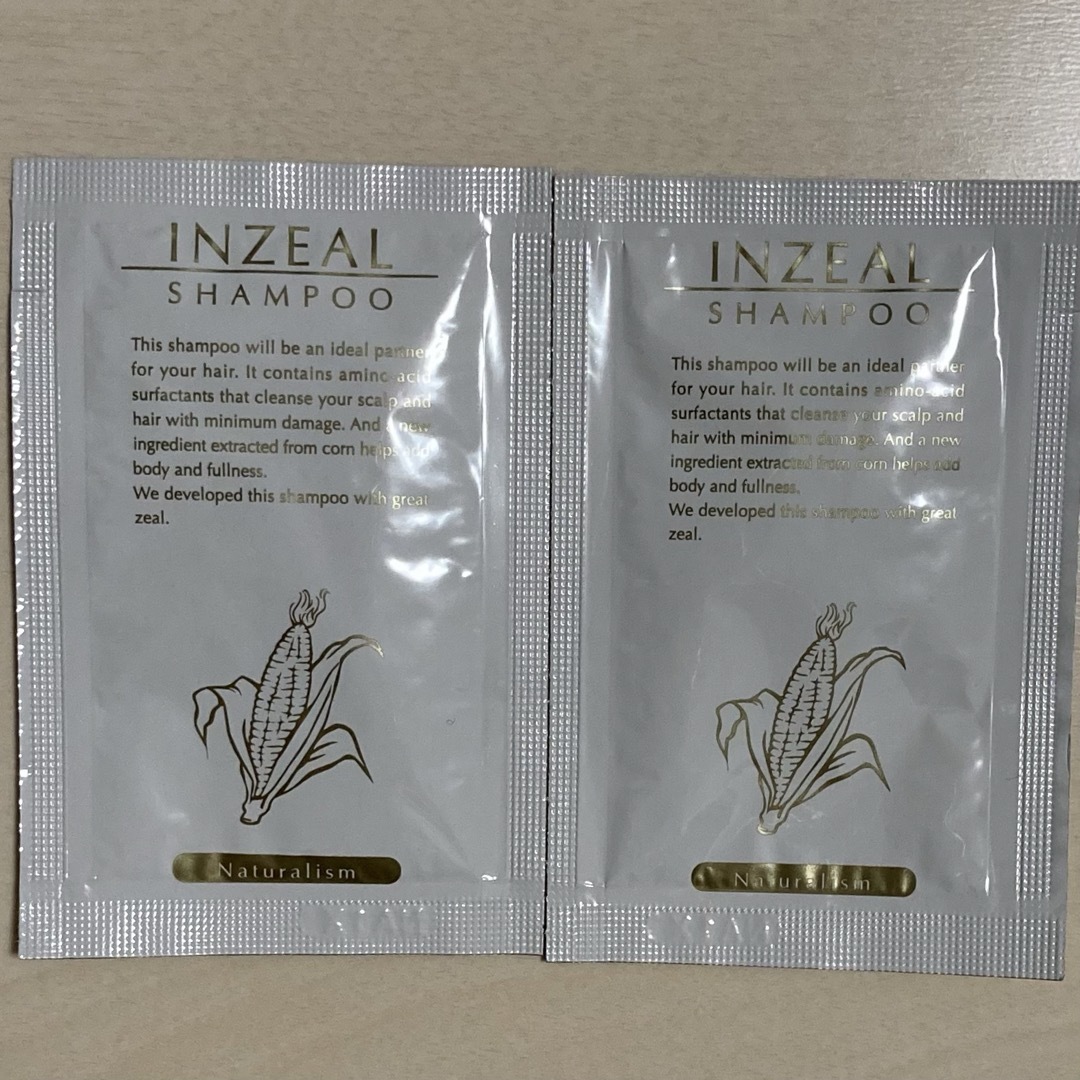 INZEAL
SHAMPOO
This shampoo will be an ideal partner
for your hair. It contains amino-acid
surfactants that cleanse your scalp and
hair with minimum damage. And a new
ingredient extracted from corn helps add
body and fullness.
We developed this shampoo with great
zeal.
Naturalism
INZEAL
SHAMPOO
This shampoo will be an ideal partner
for your hair. It contains amino-acid
surfactants that cleanse your scalp and
hair with minimum damage. And a new
ingredient extracted from corn helps add
body and fullness.
We developed this shampoo with great
zeal.
Naturalism